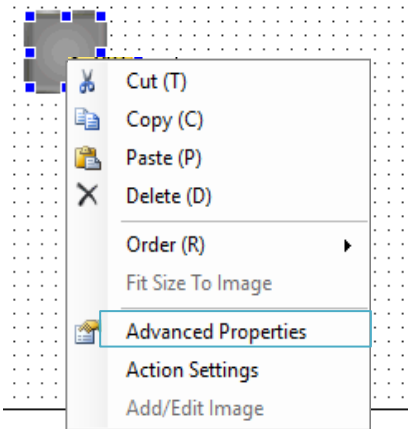 Cut (T)
Copy (C)
Paste (P)
Delete (D)
Order (R)
Fit Size To Image
Advanced Properties
Action Settings
Add/Edit Image